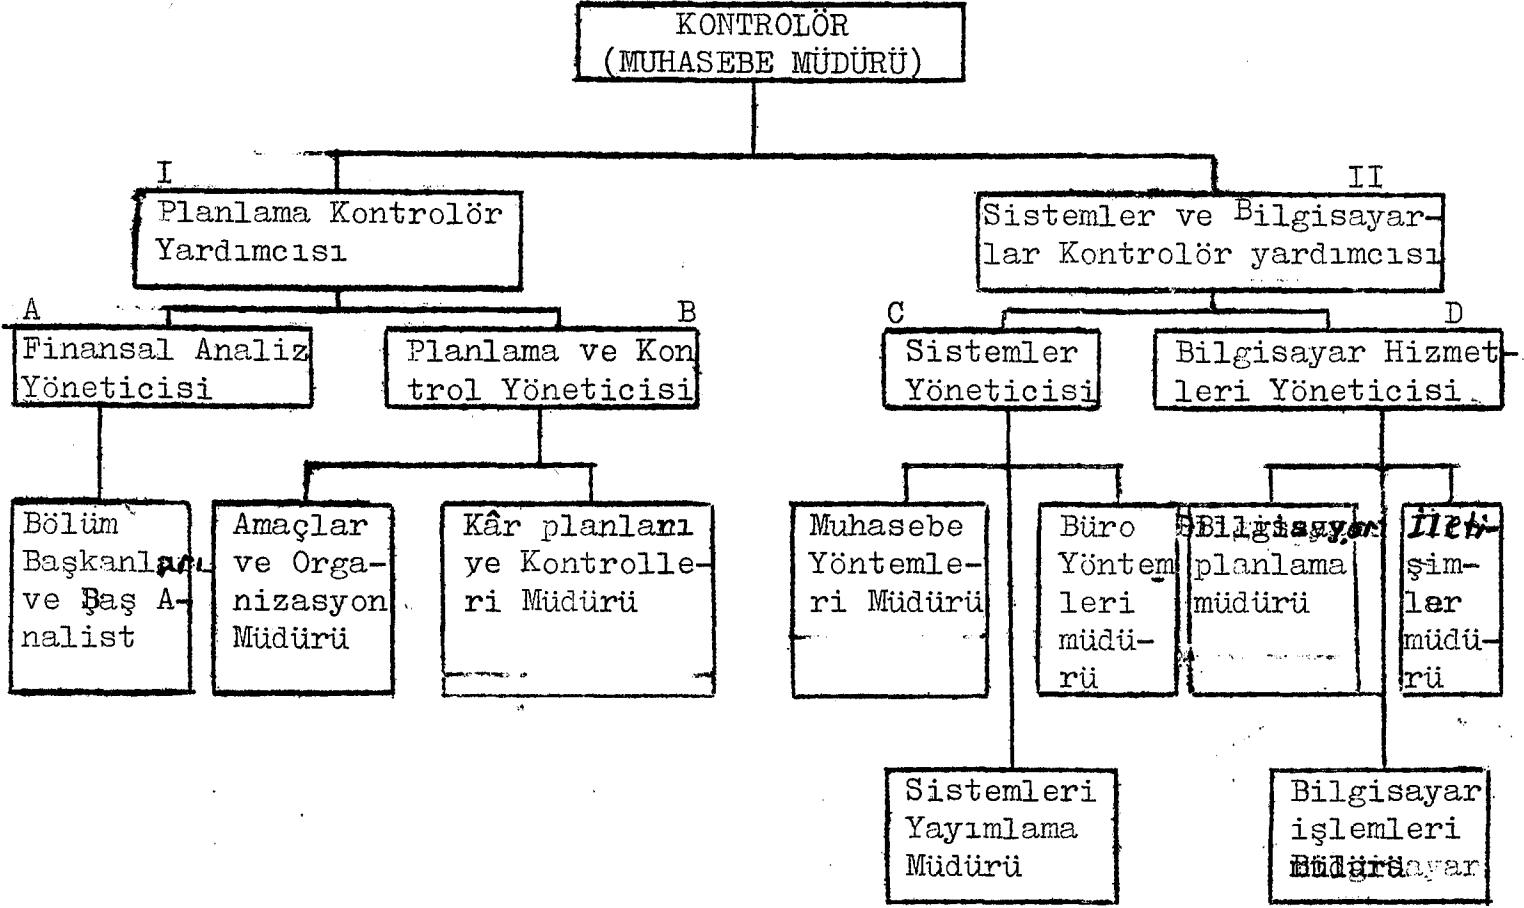 KONTROLÖR
(MUHASEBE MÜDÜRÜ)
I
Planlama Kontrolör
Yardımcısı
II
Sistemler ve Bilgisayar-
lar Kontrolör yardımcısı
A
Finansal Analiz
Yöneticisi
B
Planlama ve Kon
trol Yöneticisi
C
Sistemler
Yöneticisi
D
Bilgisayar Hizmet-
leri Yöneticisi
Bölüm
Başkanları
ve Baş A-
nalist
Amaçlar
ve Orga-
nizasyon
Müdürü
Kâr planlanı
ye Kontrolle-
ri Müdürü
Muhasebe
Yöntemle-
ri Müdürü
Büro
Yöntem
leri
müdü-
rü
Bilgisayar
planlama
müdürü
İleti-
şim-
ler
müdü-
rü
Sistemleri
Yayımlama
Müdürü
Bilgisayar
işlemleri
müdürü